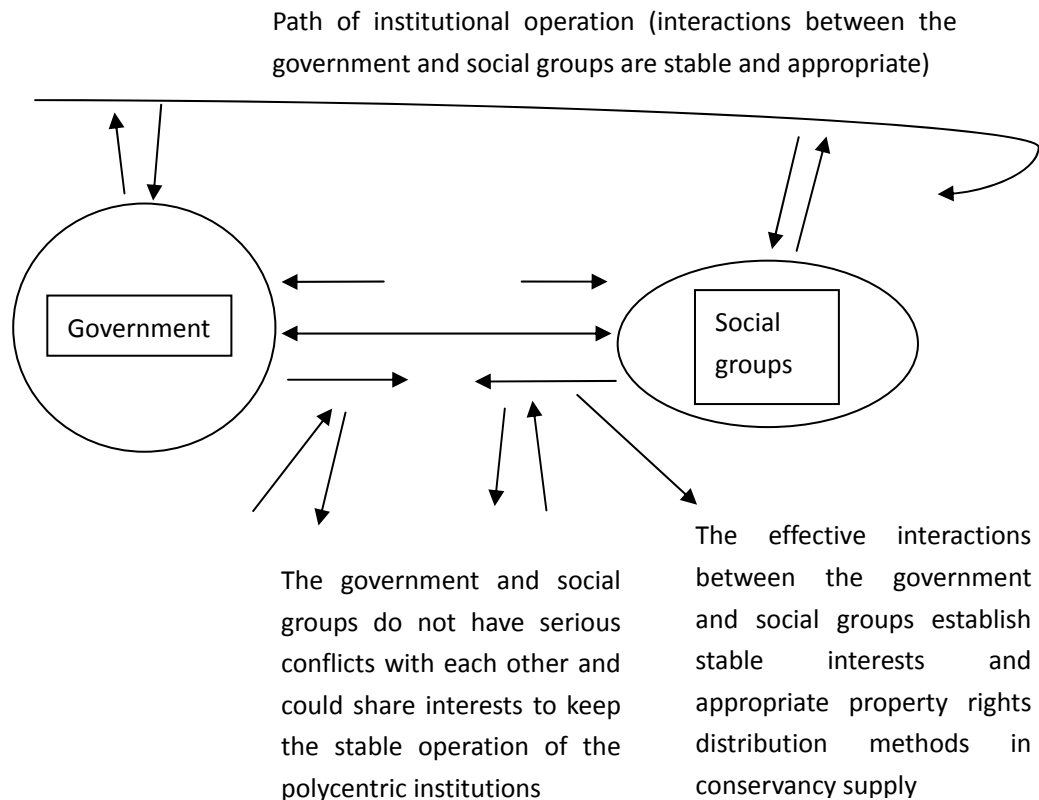 Path of institutional operation (interactions between the
government and social groups are stable and appropriate)
Government
Social
groups
The government and social
groups do not have serious
conflicts with each other and
could share interests to keep
the stable operation of the
polycentric institutions
The effective interactions
between the government
and social groups establish
stable interests and
appropriate property rights
distribution methods in
conservancy supply